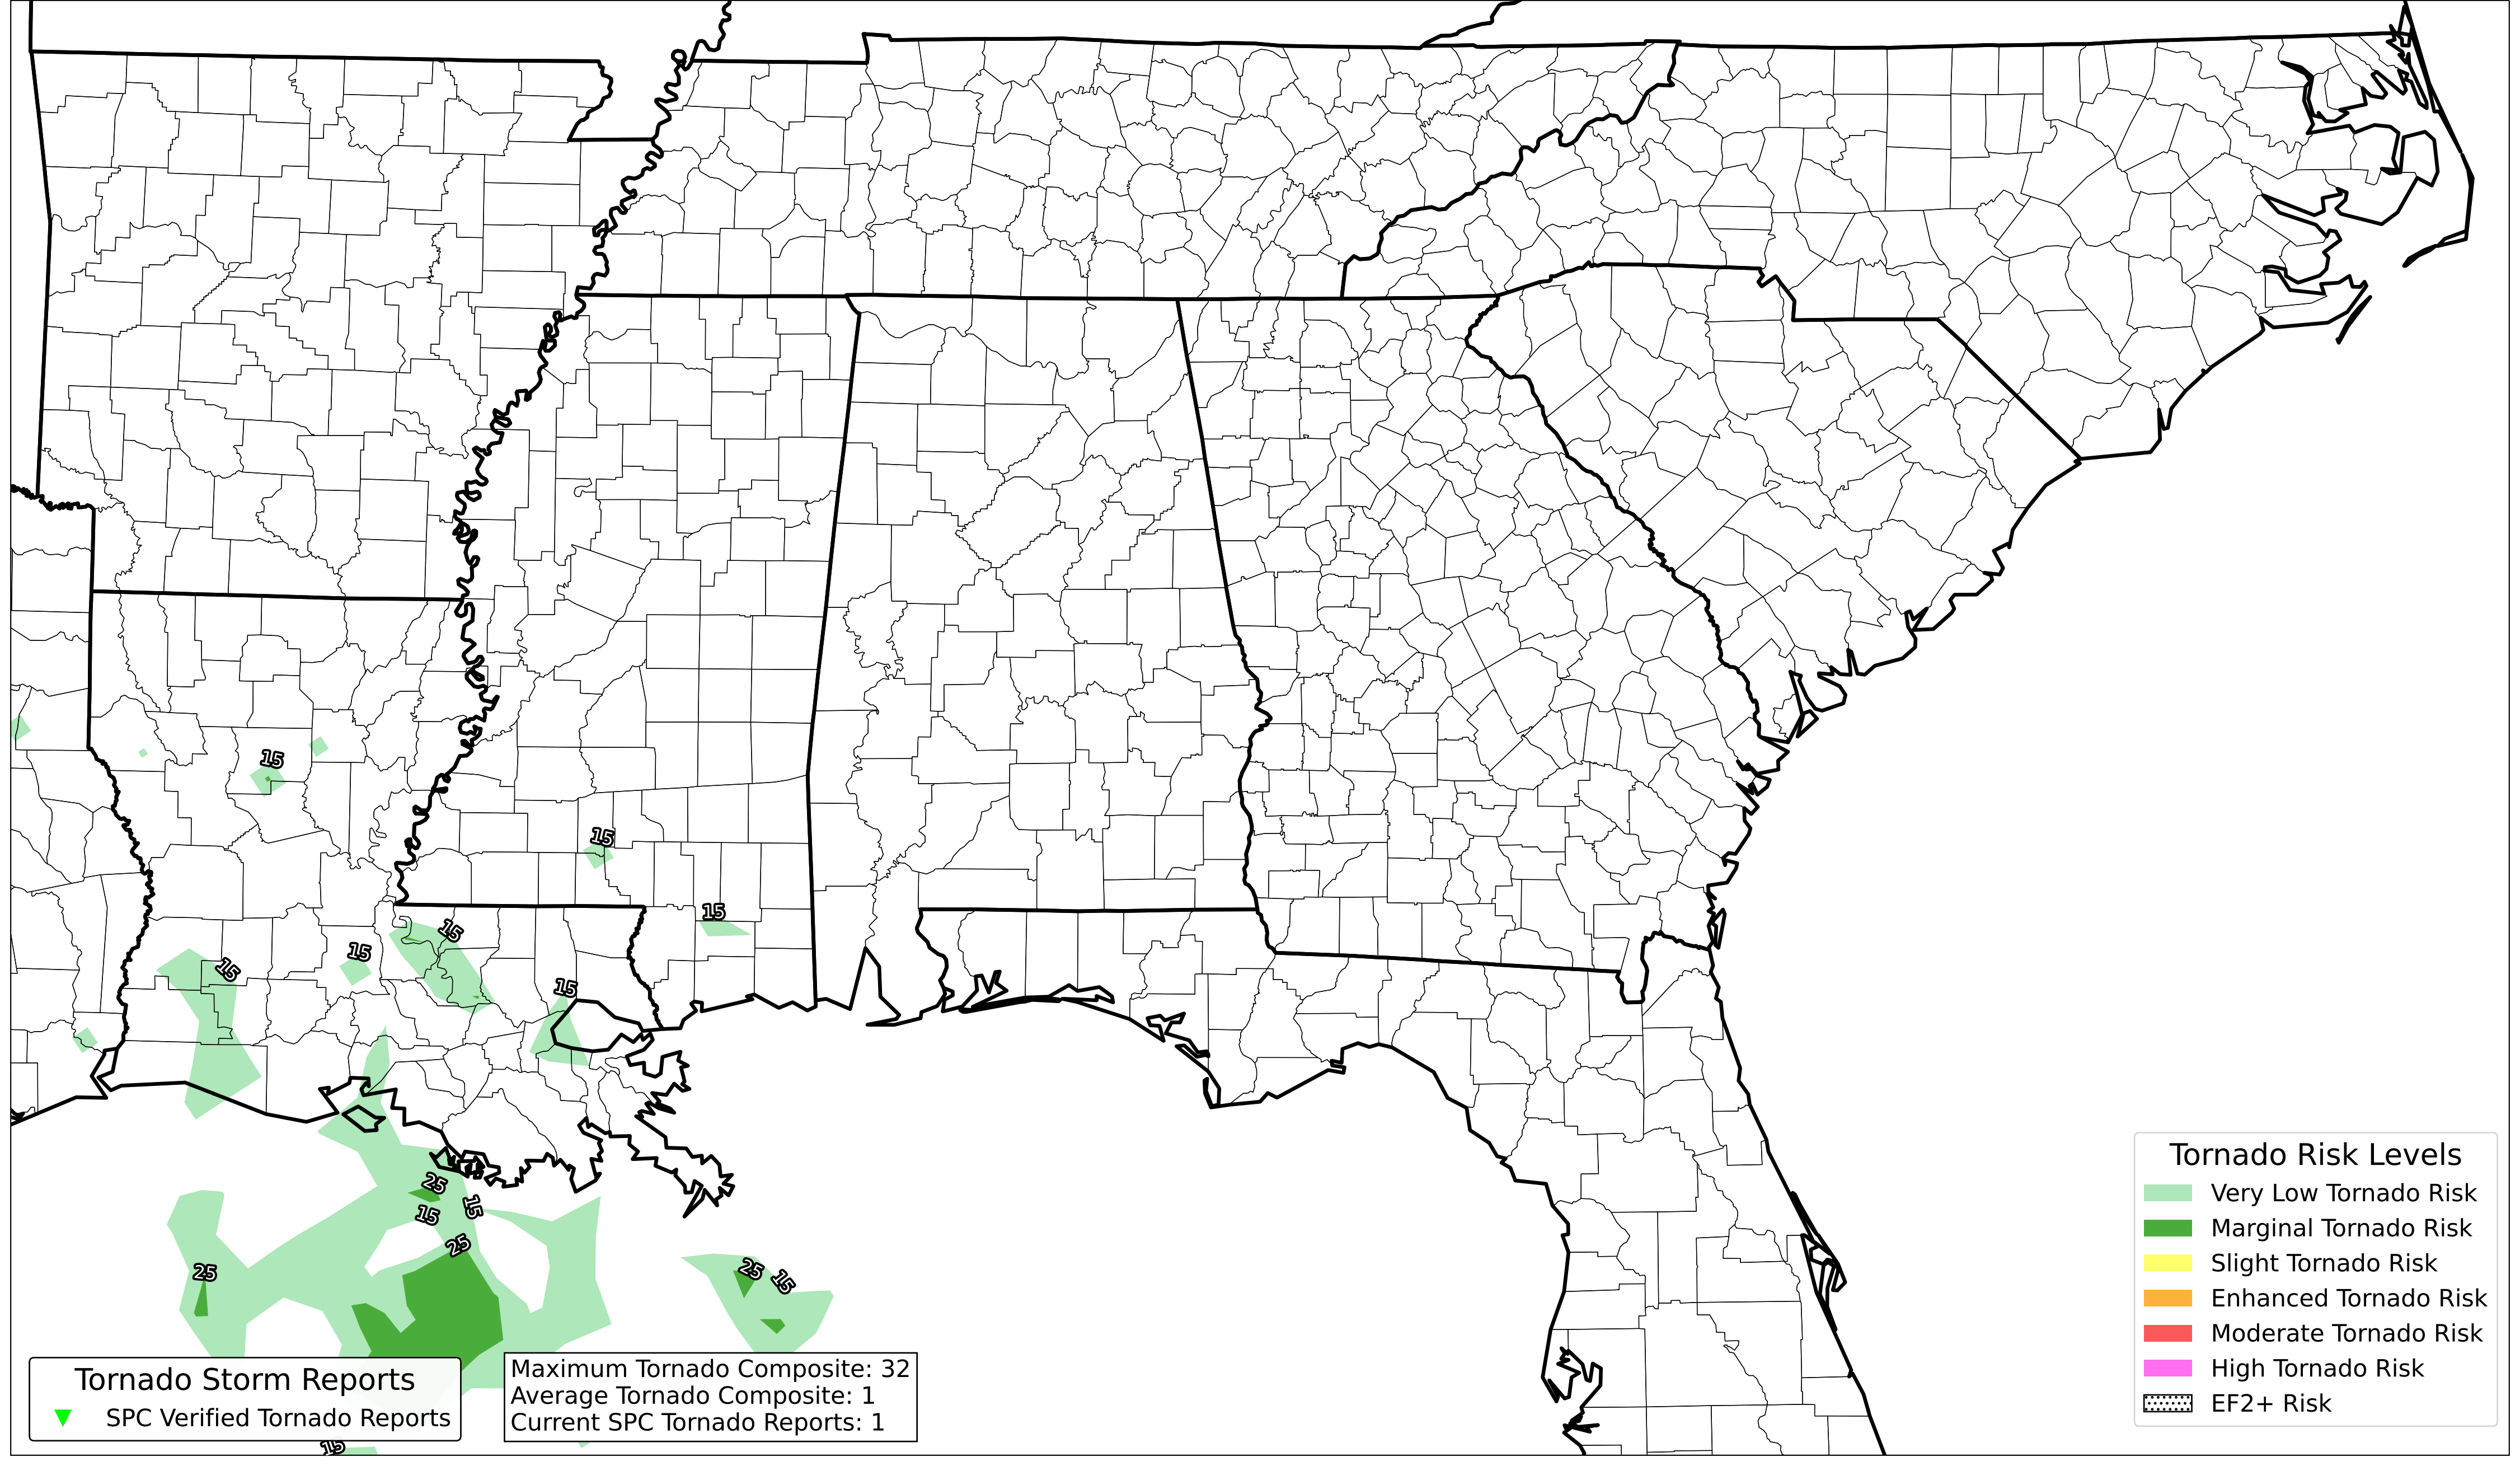 15
15
15
15
15
15
15
25
15
15
25
25
25
15
15
Tornado Storm Reports
SPC Verified Tornado Reports
Maximum Tornado Composite: 32
Average Tornado Composite: 1
Current SPC Tornado Reports: 1
Tornado Risk Levels
Very Low Tornado Risk
Marginal Tornado Risk
Slight Tornado Risk
Enhanced Tornado Risk
Moderate Tornado Risk
High Tornado Risk
EF2+ Risk